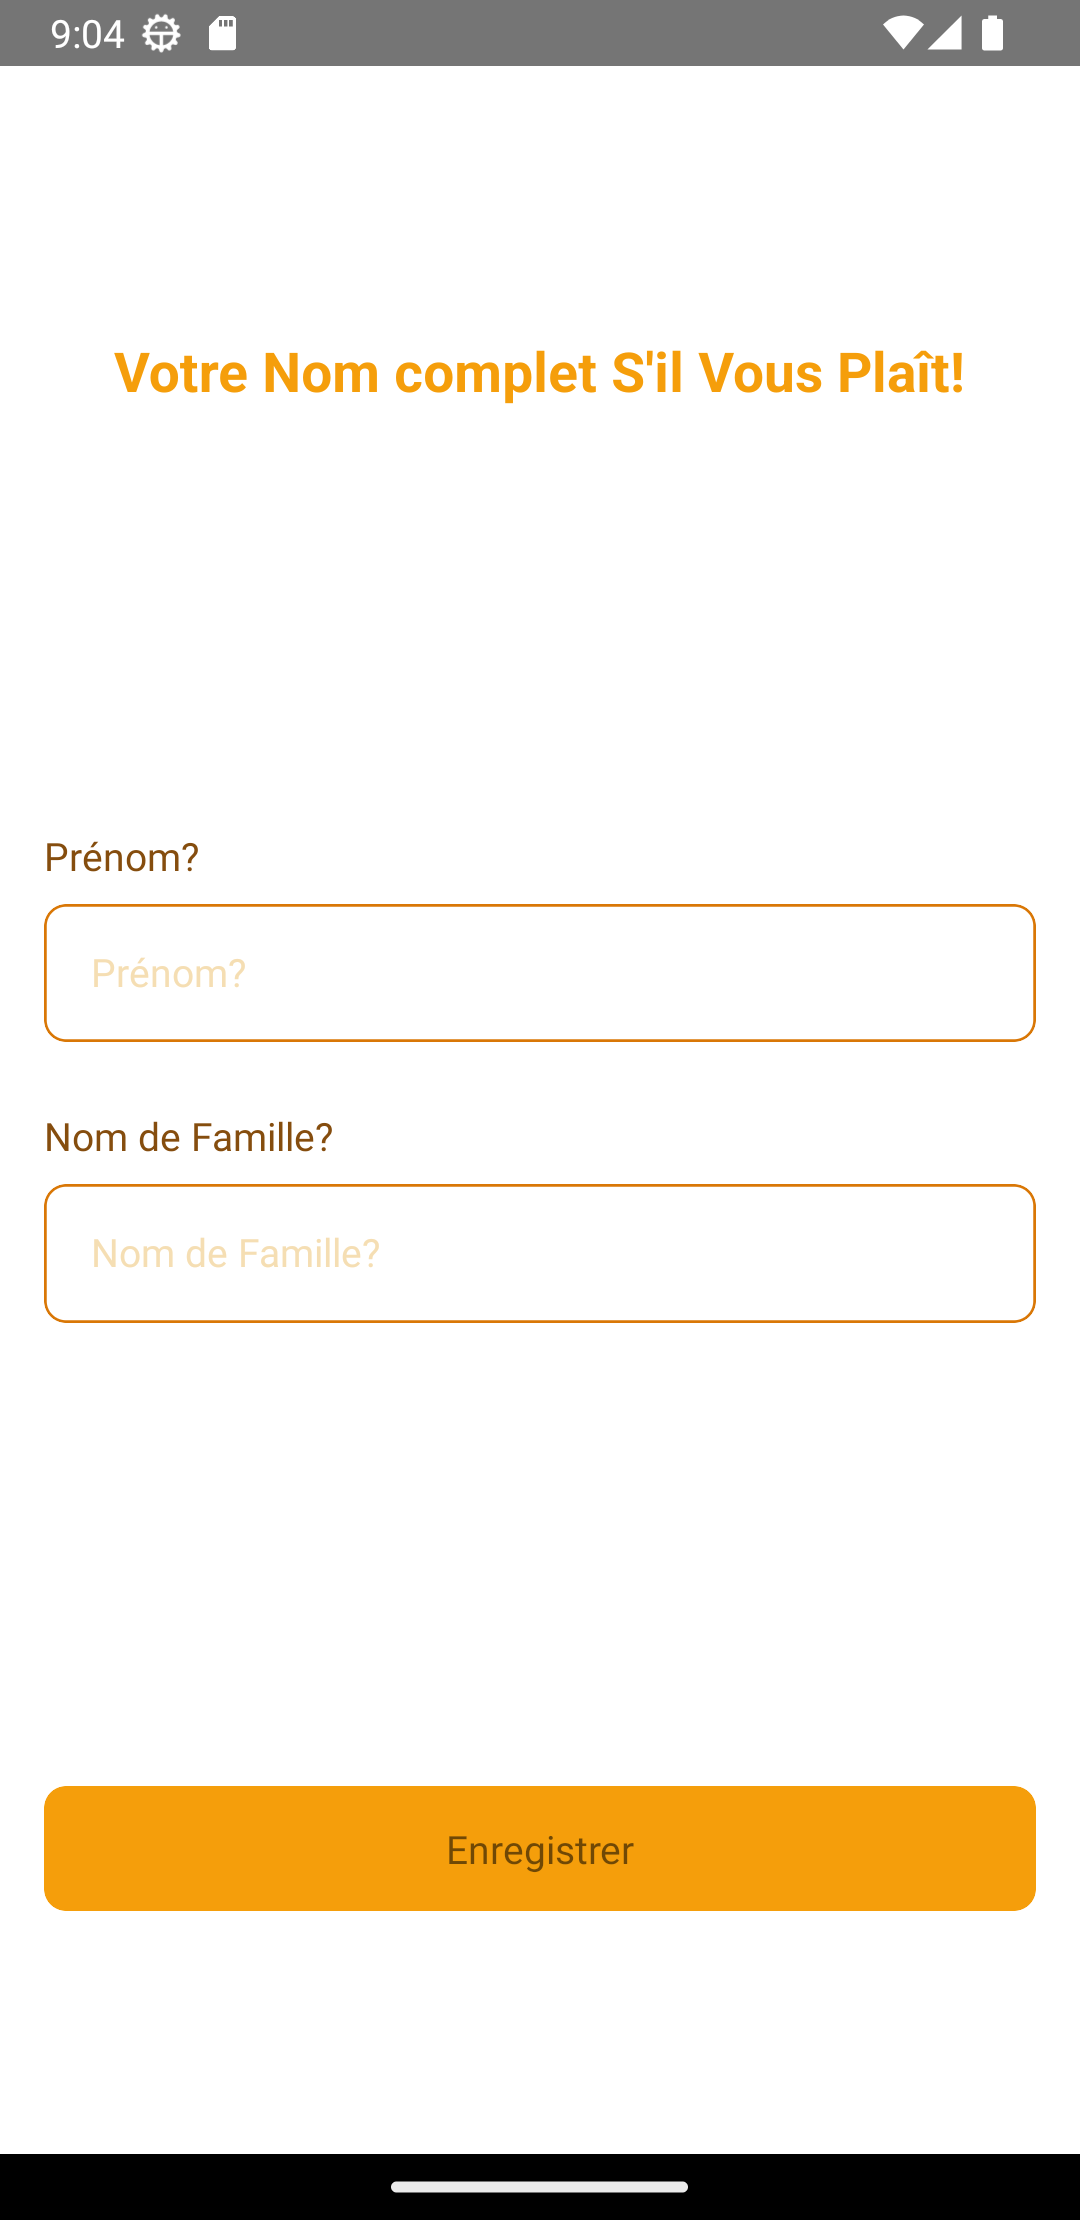 9:04
Votre Nom complet S'il Vous Plaît!
Prénom?
Prénom?
Nom de Famille?
Nom de Famille?
Enregistrer